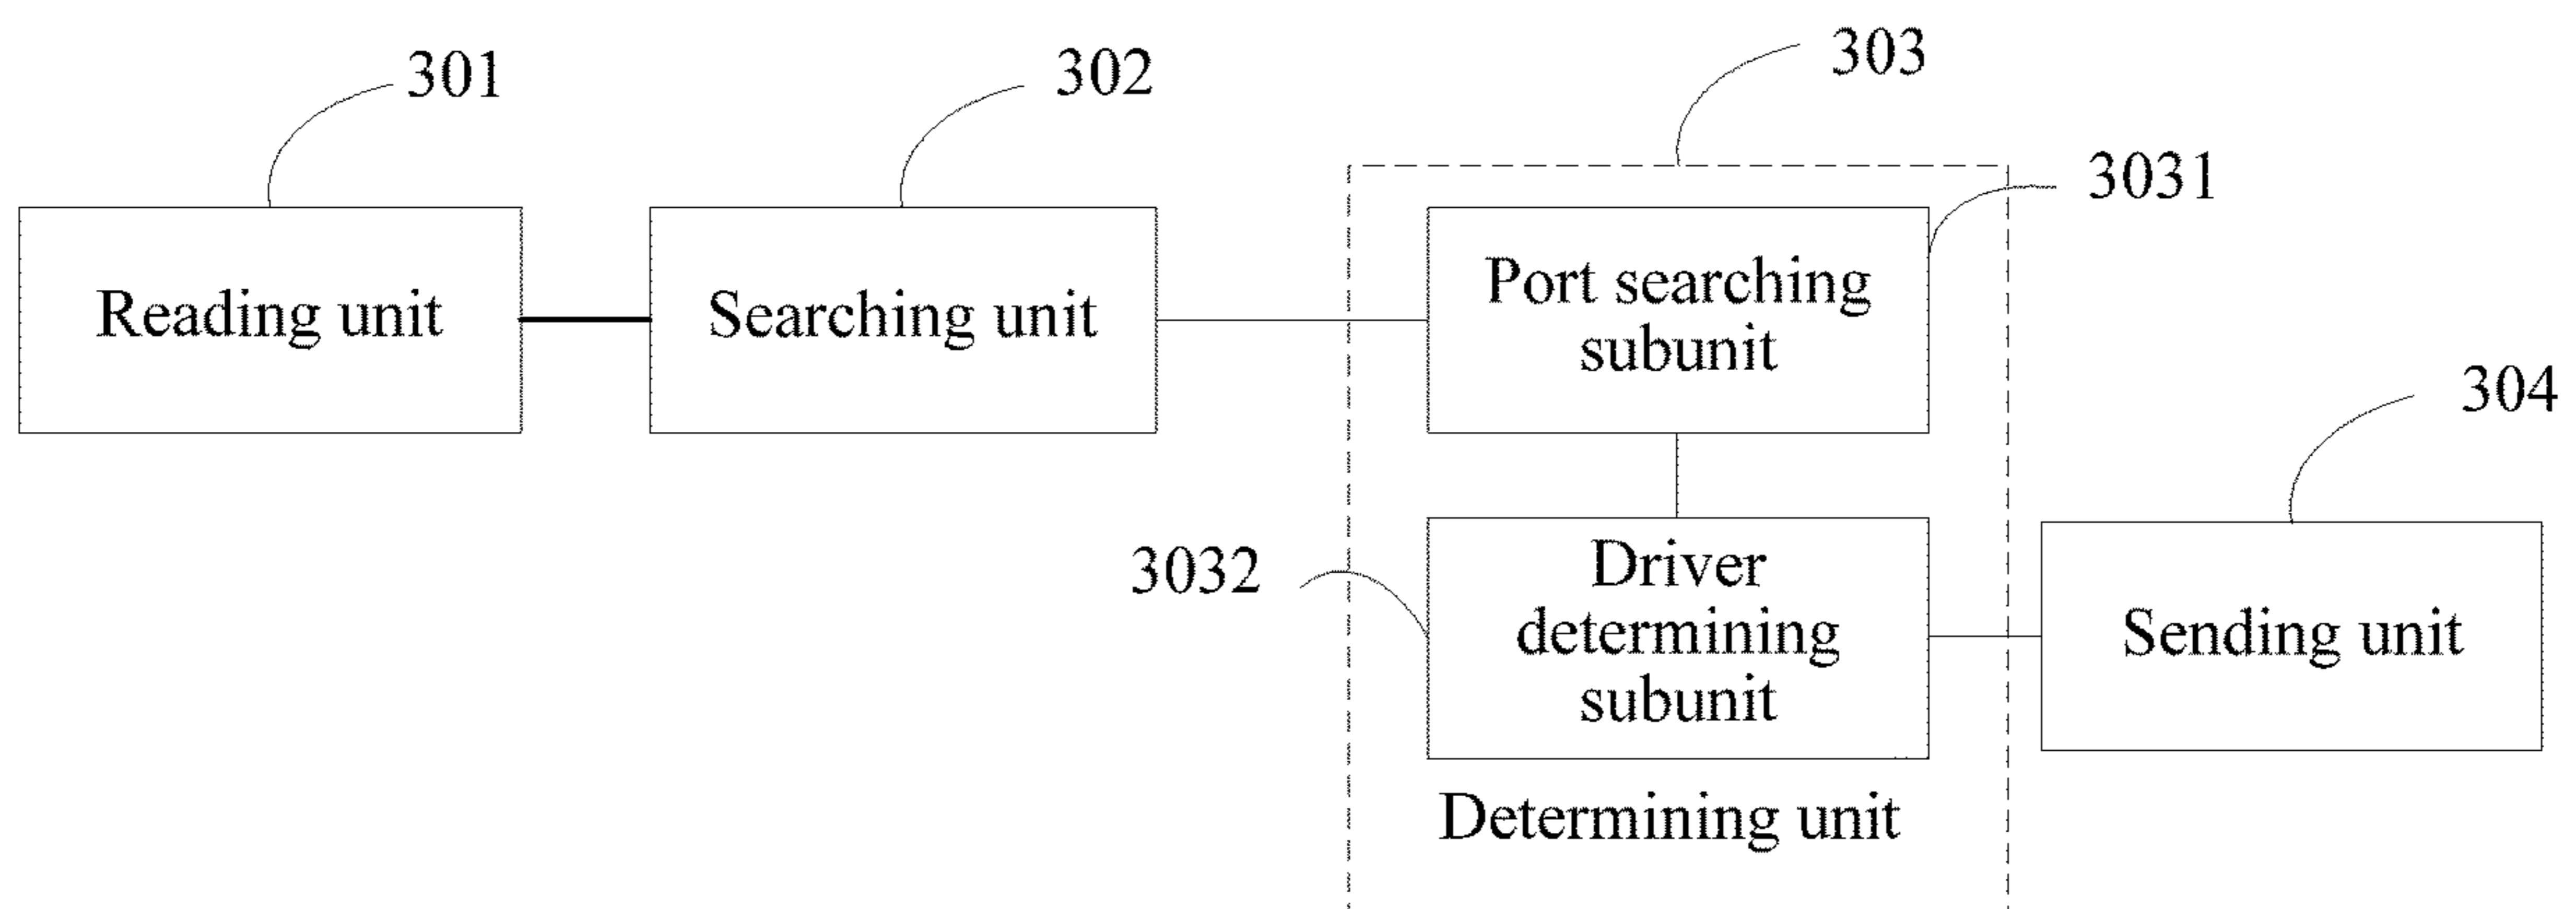 301
302
303
3031
Reading unit
Searching unit
Port searching
subunit
304
3032
Driver
determining
subunit
Sending unit
Determining unit